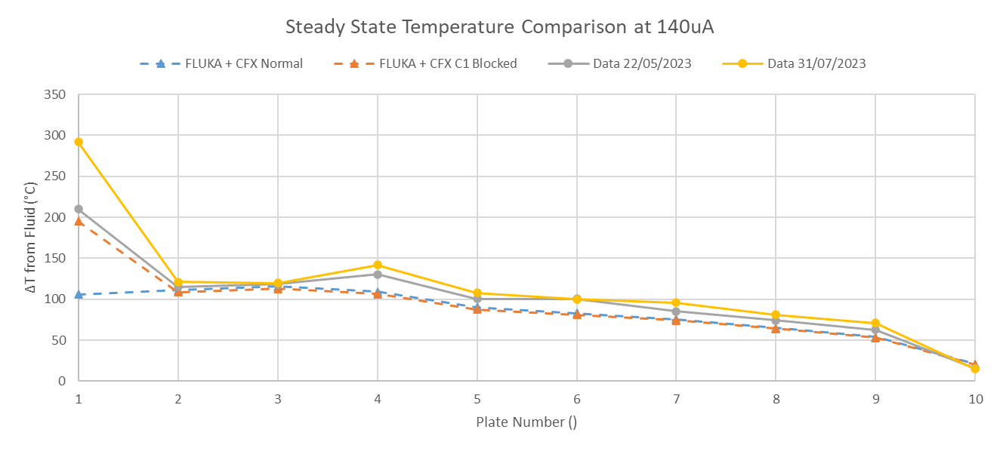 Steady State Temperature Comparison at 140uA
FLUKA + CFX Normal FLUKA + CFX C1 Blocked Data 22/05/2023 Data 31/07/2023
350
300
250
200
150
100
50
0
ΔT from Fluid (°C)
1 2 3 4 5 6 7 8 9 10
Plate Number ()